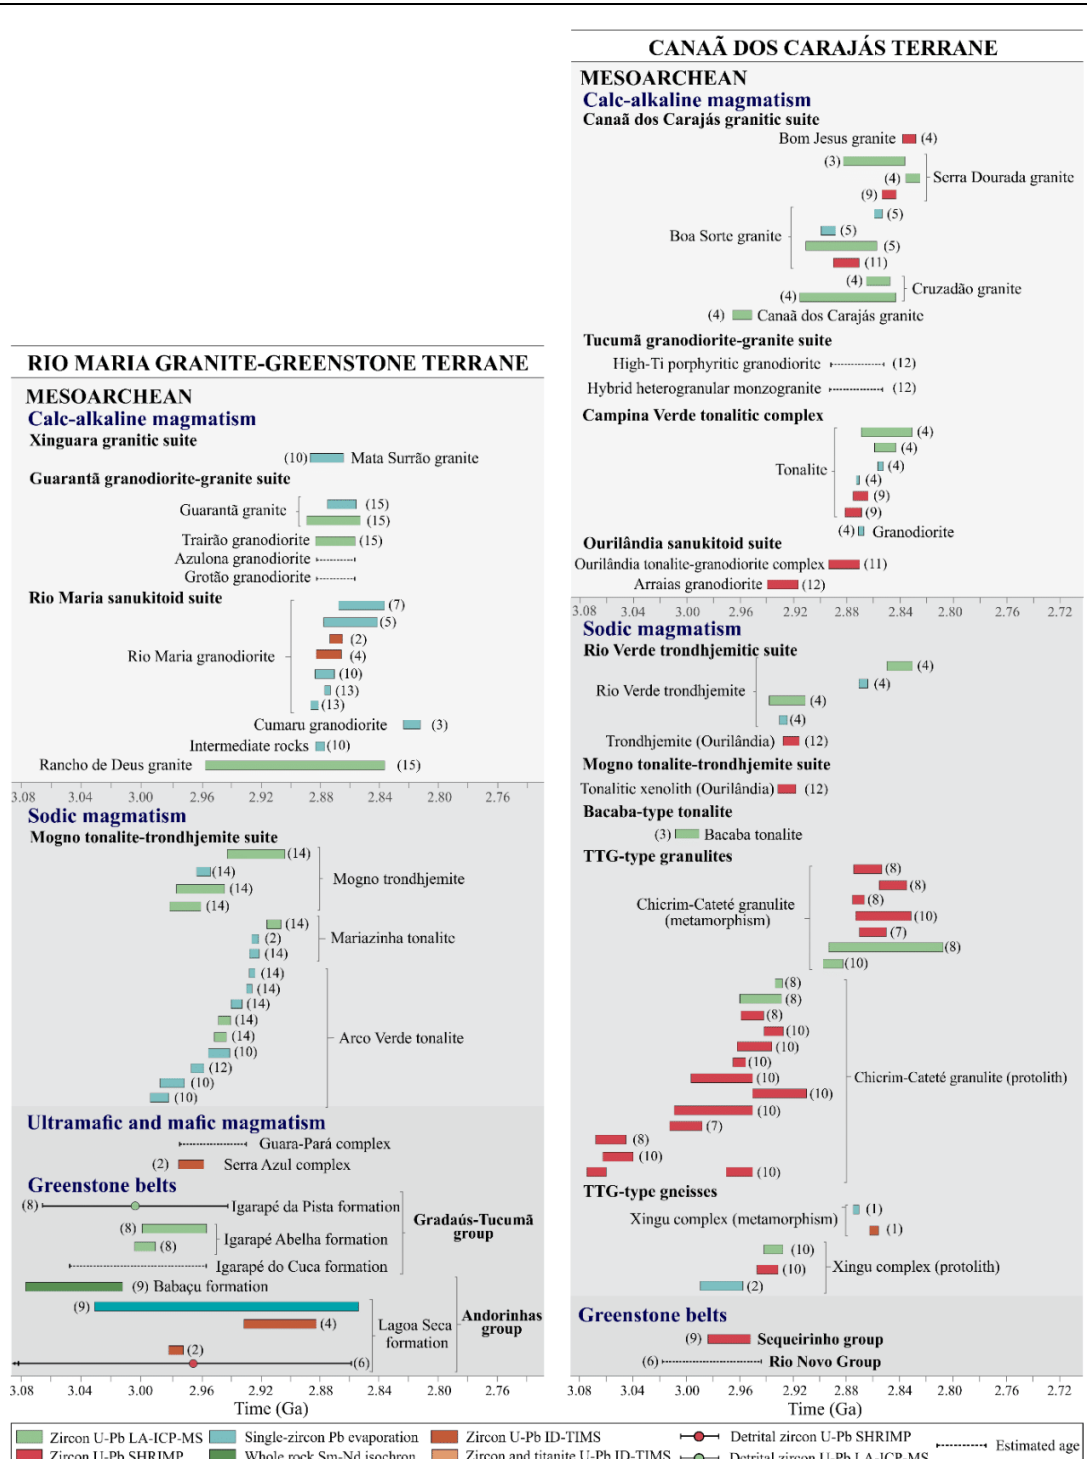 CANAÃ DOS CARAJÁS TERRANE
MESOARCHEAN
Calc-alkaline magmatism
Canaã dos Carajás granitic suite
Bom Jesus granite (4)
(3)
(4) Serra Dourada granite
(9)
(5)
(5)
Boa Sorte granite
(5)
(11)
(4)
Cruzadão granite
(4)
(4) Canaã dos Carajás granite
Tucumã granodiorite-granite suite
High-Ti porphyritic granodiorite (12)
Hybrid heterogranular monzogranite (12)
Campina Verde tonalitic complex
(4)
(4)
Tonalite (4)
(4)
(9)
(9)
(4) Granodiorite
Ourilândia sanukitoid suite
Ourilândia tonalite-granodiorite complex (11)
Arraias granodiorite (12)
3.08 3.04 3.00 2.96 2.92 2.88 2.84 2.80 2.76 2.72
Sodic magmatism
Rio Verde trondhjemitic suite
(4)
Rio Verde trondhjemite (4)
(4)
(4)
Trondhjemite (Ourilândia) (12)
Mogno tonalite-trondhjemite suite
Tonalitic xenolith (Ourilândia) (12)
Bacaba-type tonalite
(3) Bacaba tonalite
TTG-type granulites
(8)
(8)
Chicrim-Cateté granulite (8)
(metamorphism) (10)
(7)
(8)
(10)
(8)
(8)
(8)
(10)
(10)
(10)
(10) Chicrim-Cateté granulite (protolith)
(10)
(10)
(7)
(8)
(10)
(10)
TTG-type gneisses
(1)
Xingu complex (metamorphism)
(1)
(10)
(10) Xingu complex (protolith)
(2)
Greenstone belts
(9) Sequeirinho group
(6) Rio Novo Group
3.08 3.04 3.00 2.96 2.92 2.88 2.84 2.80 2.76 2.72
Time (Ga)
RIO MARIA GRANITE-GREENSTONE TERRANE
MESOARCHEAN
Calc-alkaline magmatism
Xinguara granitic suite
(10) Mata Surrão granite
Guarantã granodiorite-granite suite
Guarantã granite (15)
(15)
Trairão granodiorite (15)
Azulona granodiorite
Grotão granodiorite
Rio Maria sanukitoid suite
(7)
(5)
(2)
Rio Maria granodiorite (4)
(10)
(13)
(13)
Cumaru granodiorite (3)
Intermediate rocks (10)
Rancho de Deus granite (15)
3.08 3.04 3.00 2.96 2.92 2.88 2.84 2.80 2.76
Sodic magmatism
Mogno tonalite-trondhjemite suite
(14)
(14)
Mogno trondhjemite
(14)
(14)
(14)
(2) Mariazinha tonalite
(14)
(14)
(14)
(14)
(14)
(14) Arco Verde tonalite
(10)
(12)
(10)
(10)
Ultramafic and mafic magmatism
Guara-Pará complex
(2) Serra Azul complex
Greenstone belts
(8) Igarapé da Pista formation
Gradaús-Tucumã
group
(8)
Igarapé Abelha formation
(8)
Igarapé do Cuca formation
(9) Babaçu formation
(9)
Andorinhas
group
(4) Lagoa Seca
formation
(2)
(6)
3.08 3.04 3.00 2.96 2.92 2.88 2.84 2.80 2.76
Time (Ga)
Zircon U-Pb LA-ICP-MS Single-zircon Pb evaporation Zircon U-Pb ID-TIMS Detrital zircon U-Pb SHRIMP
Estimated age
Zircon U-Pb SHRIMP Whole rock Sm-Nd isochron Zircon and titanite U-Pb ID-TIMS Detrital zircon U-Pb LA-ICP-MS